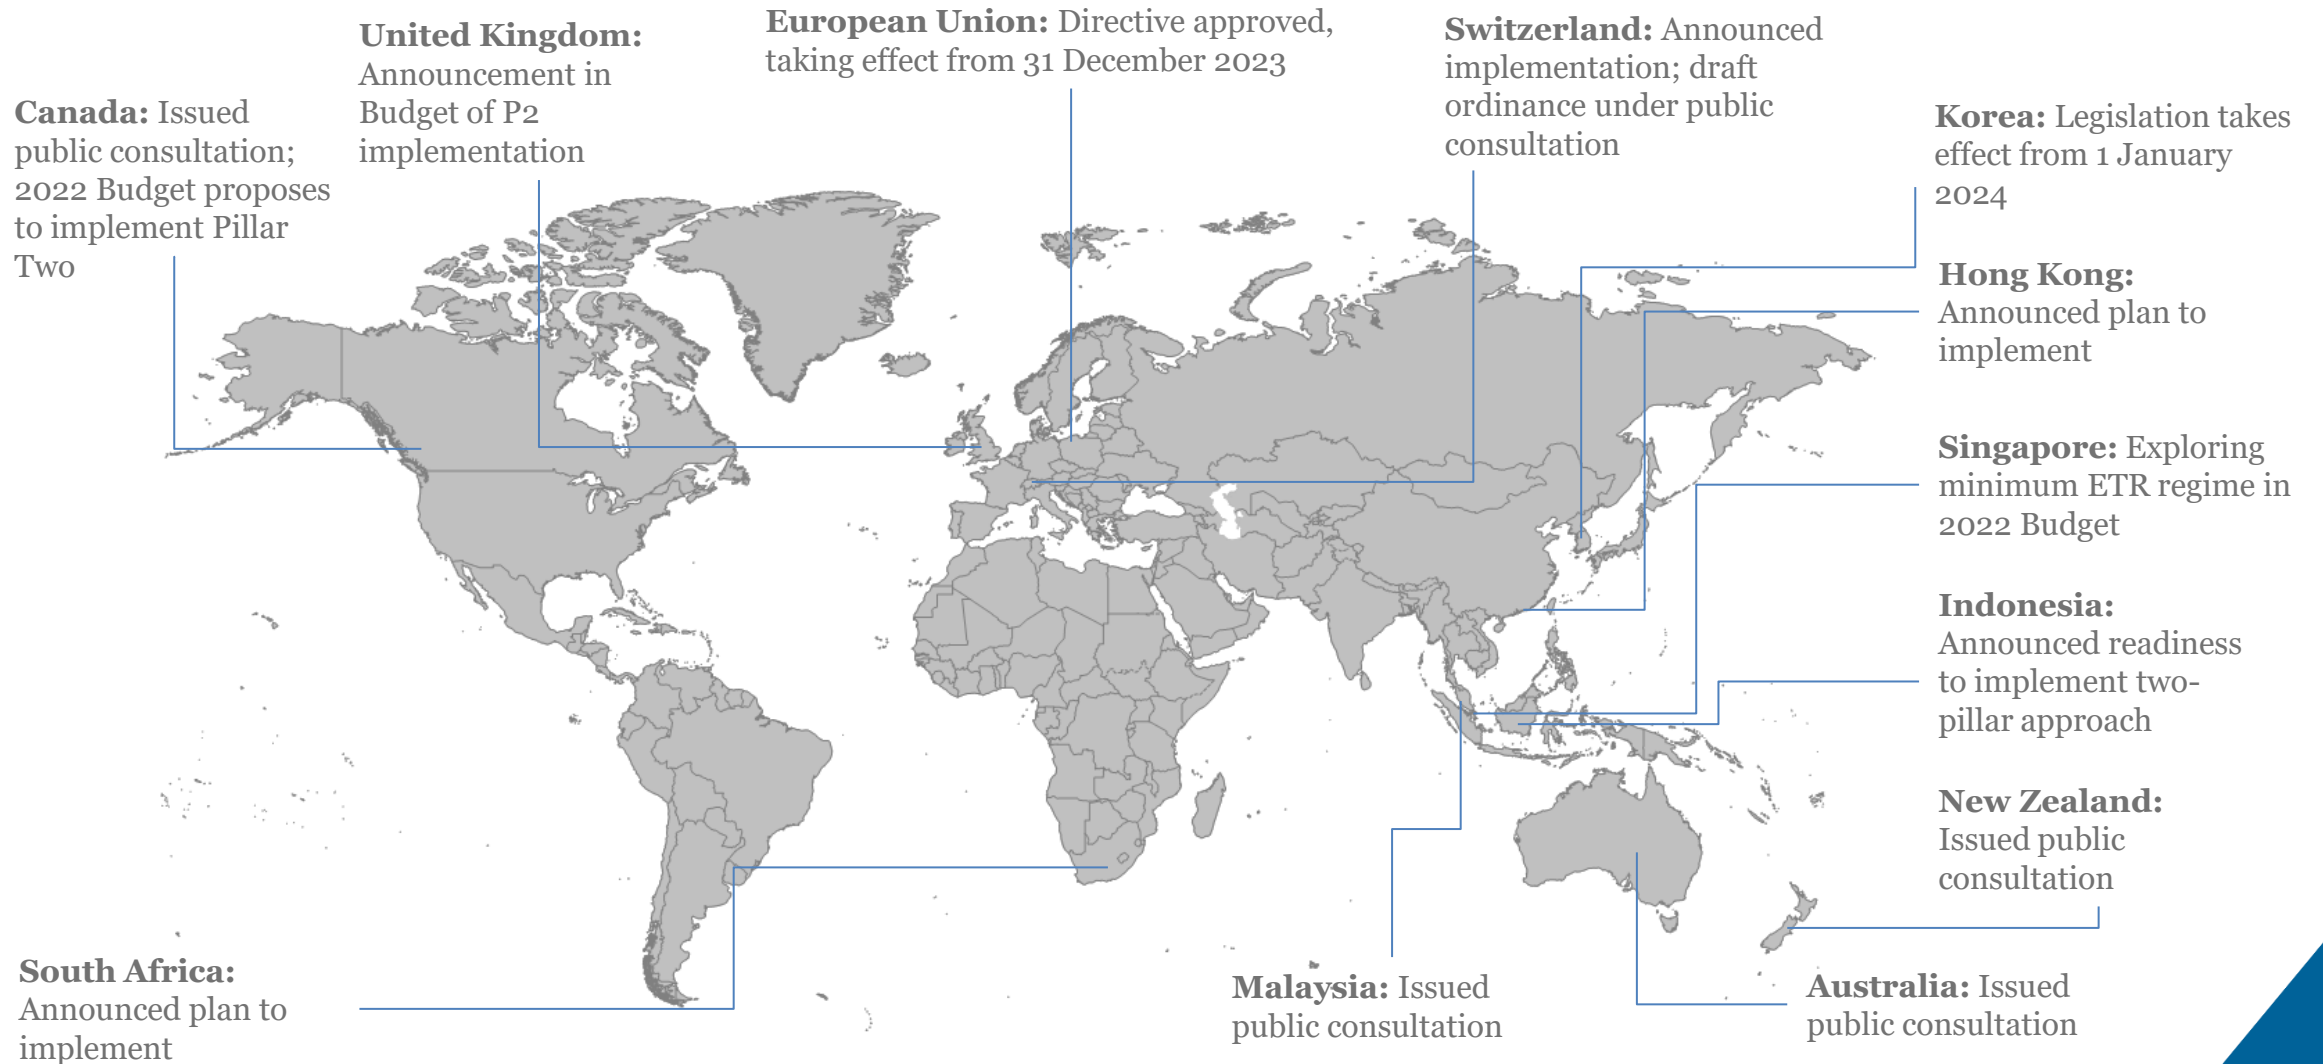 United Kingdom:
Announcement in
Budget of P2
implementation
European Union: Directive approved,
taking effect from 31 December 2023
Switzerland: Announced
implementation; draft
ordinance under public
consultation
Canada: Issued
public consultation;
2022 Budget proposes
to implement Pillar
Two
Korea: Legislation takes
effect from 1 January
2024
Hong Kong:
Announced plan to
implement
Singapore: Exploring
minimum ETR regime in
2022 Budget
Indonesia:
Announced readiness
to implement two-
pillar approach
New Zealand:
Issued public
consultation
South Africa:
Announced plan to
implement
Malaysia: Issued
public consultation
Australia: Issued
public consultation